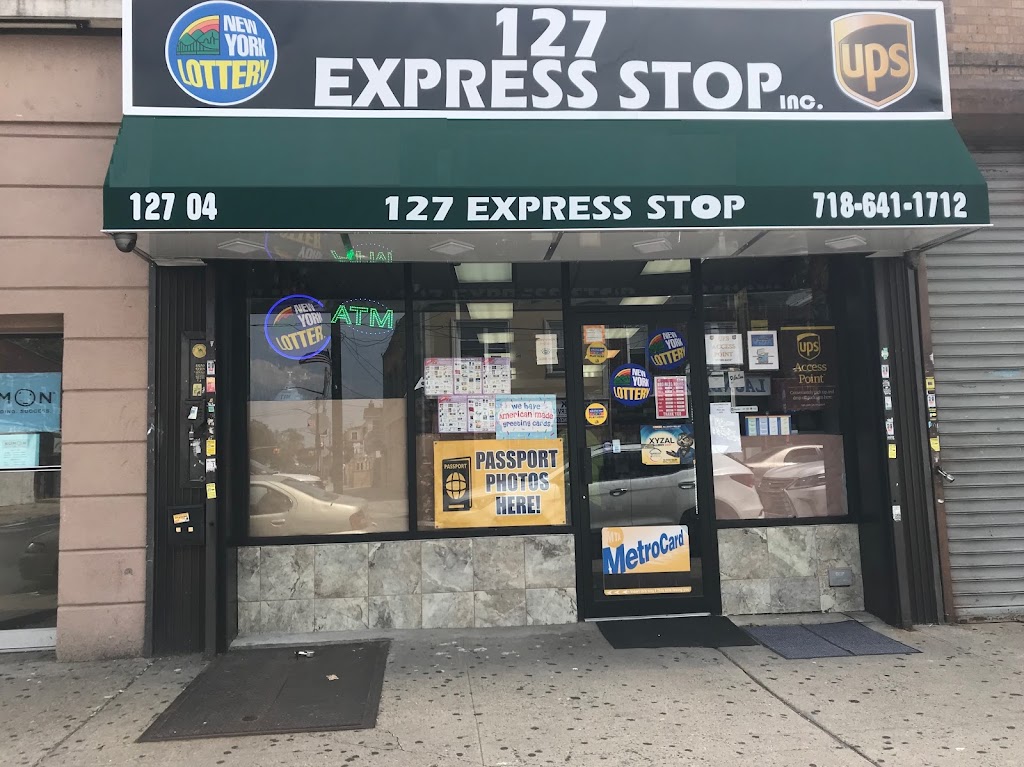 NEW
YORK
LOTTERY
127
EXPRESS STOP INC.
ups
127 04
127 EXPRESS STOP
718-641-1712
NEW
YORK
LOTTERY
ATM
NEW
YORK
LOTTERY
NEW
YORK
LOTTERY
ups
Access
Point
we have
American made
greeting cards.
XYZAL
PASSPORT
PASSPORT
PHOTOS
HERE!
MetroCard
MON